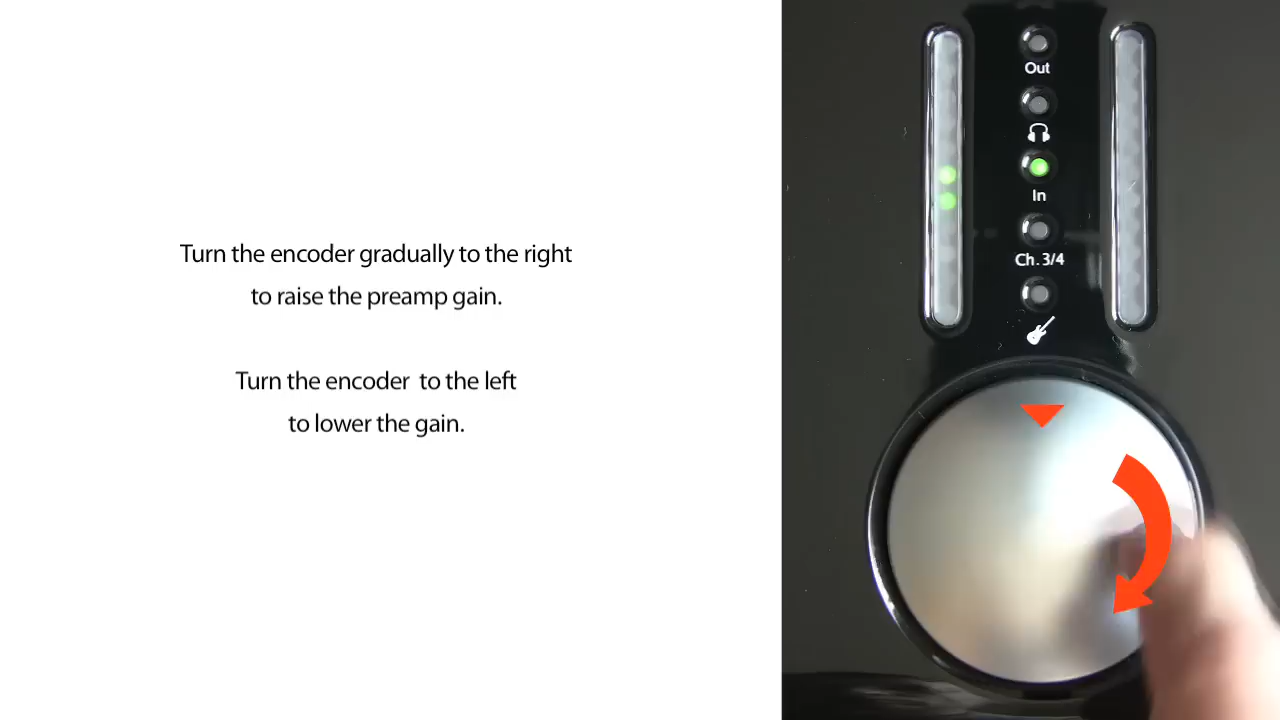 Turn the encoder gradually to the right
to raise the preamp gain.
Turn the encoder to the left
to lower the gain.
Out
In
Ch. 3/4